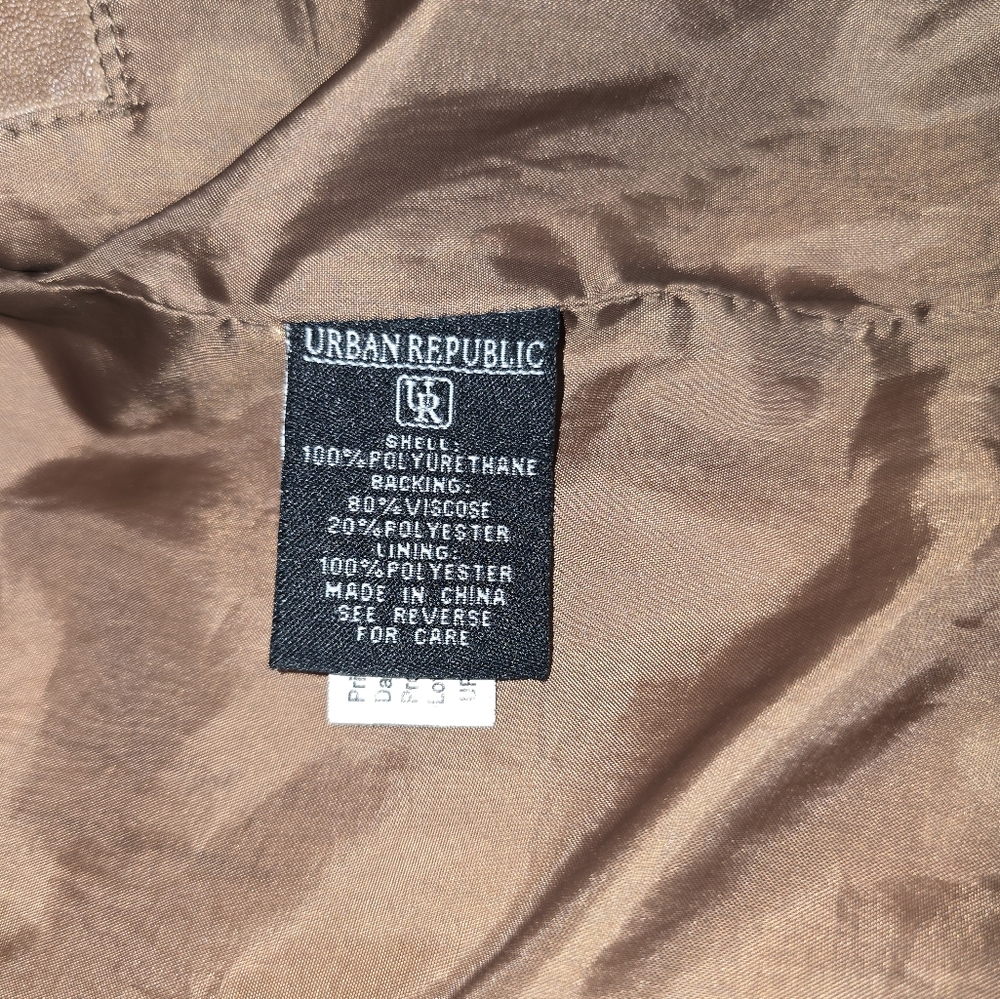 URBAN REPUBLIC
UR
SHELL:
100%POLYURETHANE
BACKING:
80%VISCOSE
20%POLYESTER
LINING:
100%POLYESTER
MADE IN CHINA
SEE REVERSE
FOR CARE